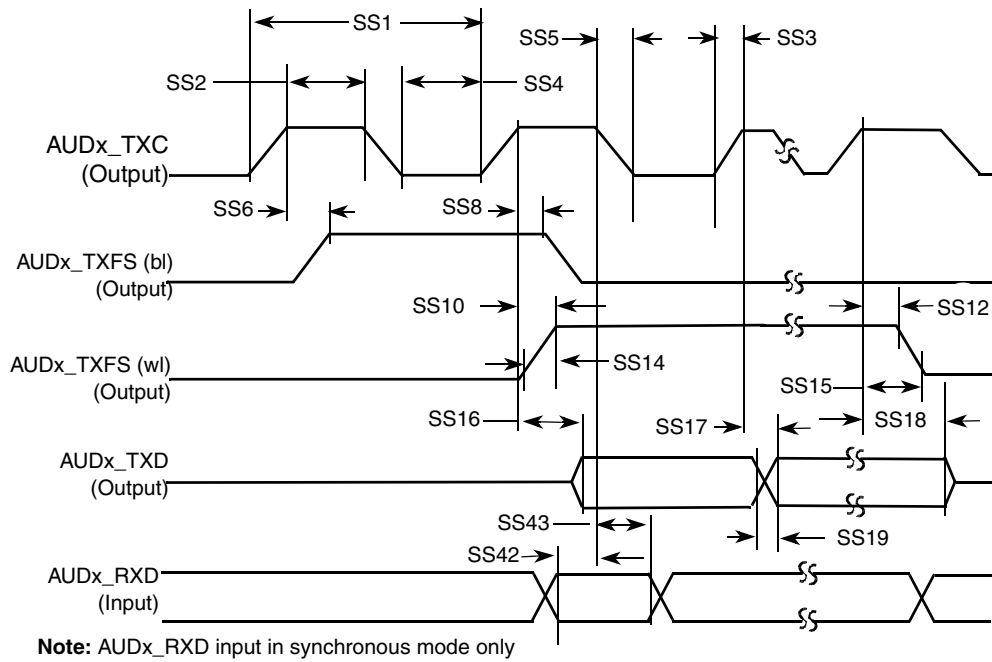 SS1
SS5
SS3
SS2
SS4
AUDx_TXC
(Output)
SS6
SS8
AUDx_TXFS (bl)
(Output)
SS10
SS12
AUDx_TXFS (wl)
(Output)
SS14
SS15
SS16
SS17
SS18
AUDx_TXD
(Output)
SS43
SS19
SS42
AUDx_RXD
(Input)
Note: AUDx_RXD input in synchronous mode only